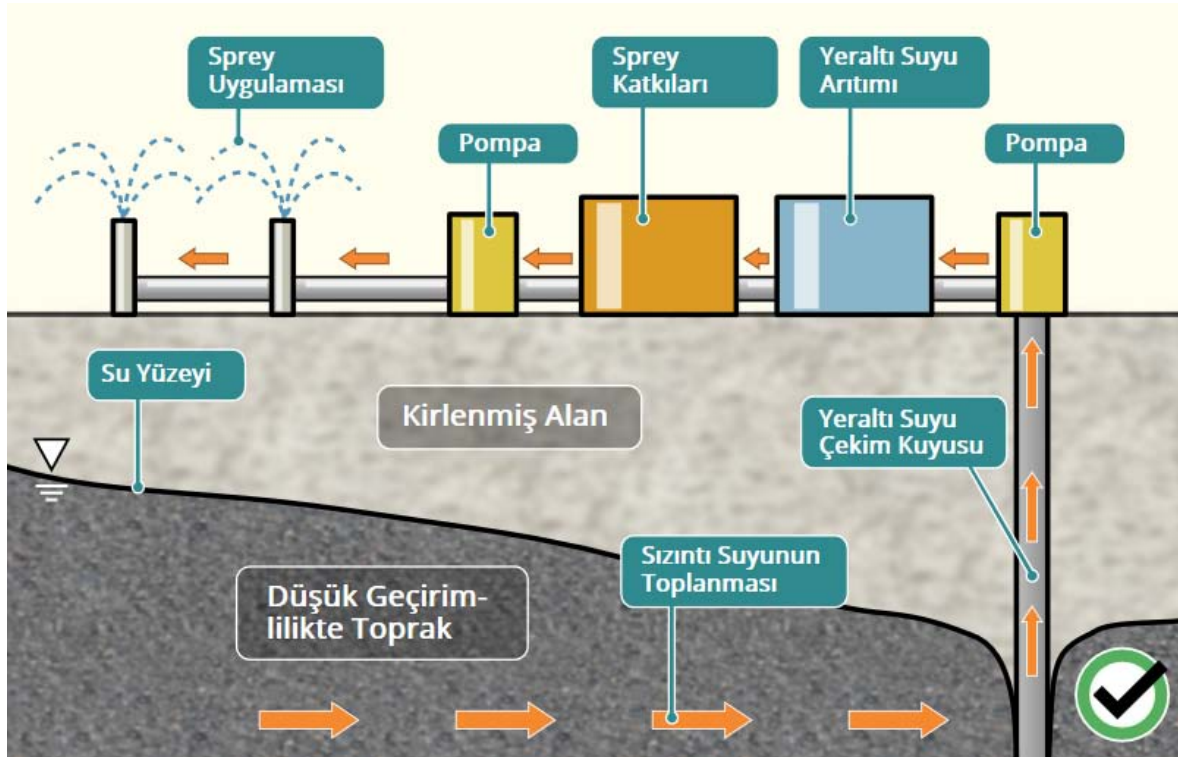 Sprey
Uygulaması
Sprey
Katkıları
Yeraltı Suyu
Arıtımı
Pompa
Pompa
Su Yüzeyi
Kirlenmiş Alan
Yeraltı Suyu
Çekim Kuyusu
Sızıntı Suyunun
Toplanması
Düşük Geçirim-
lilikte Toprak